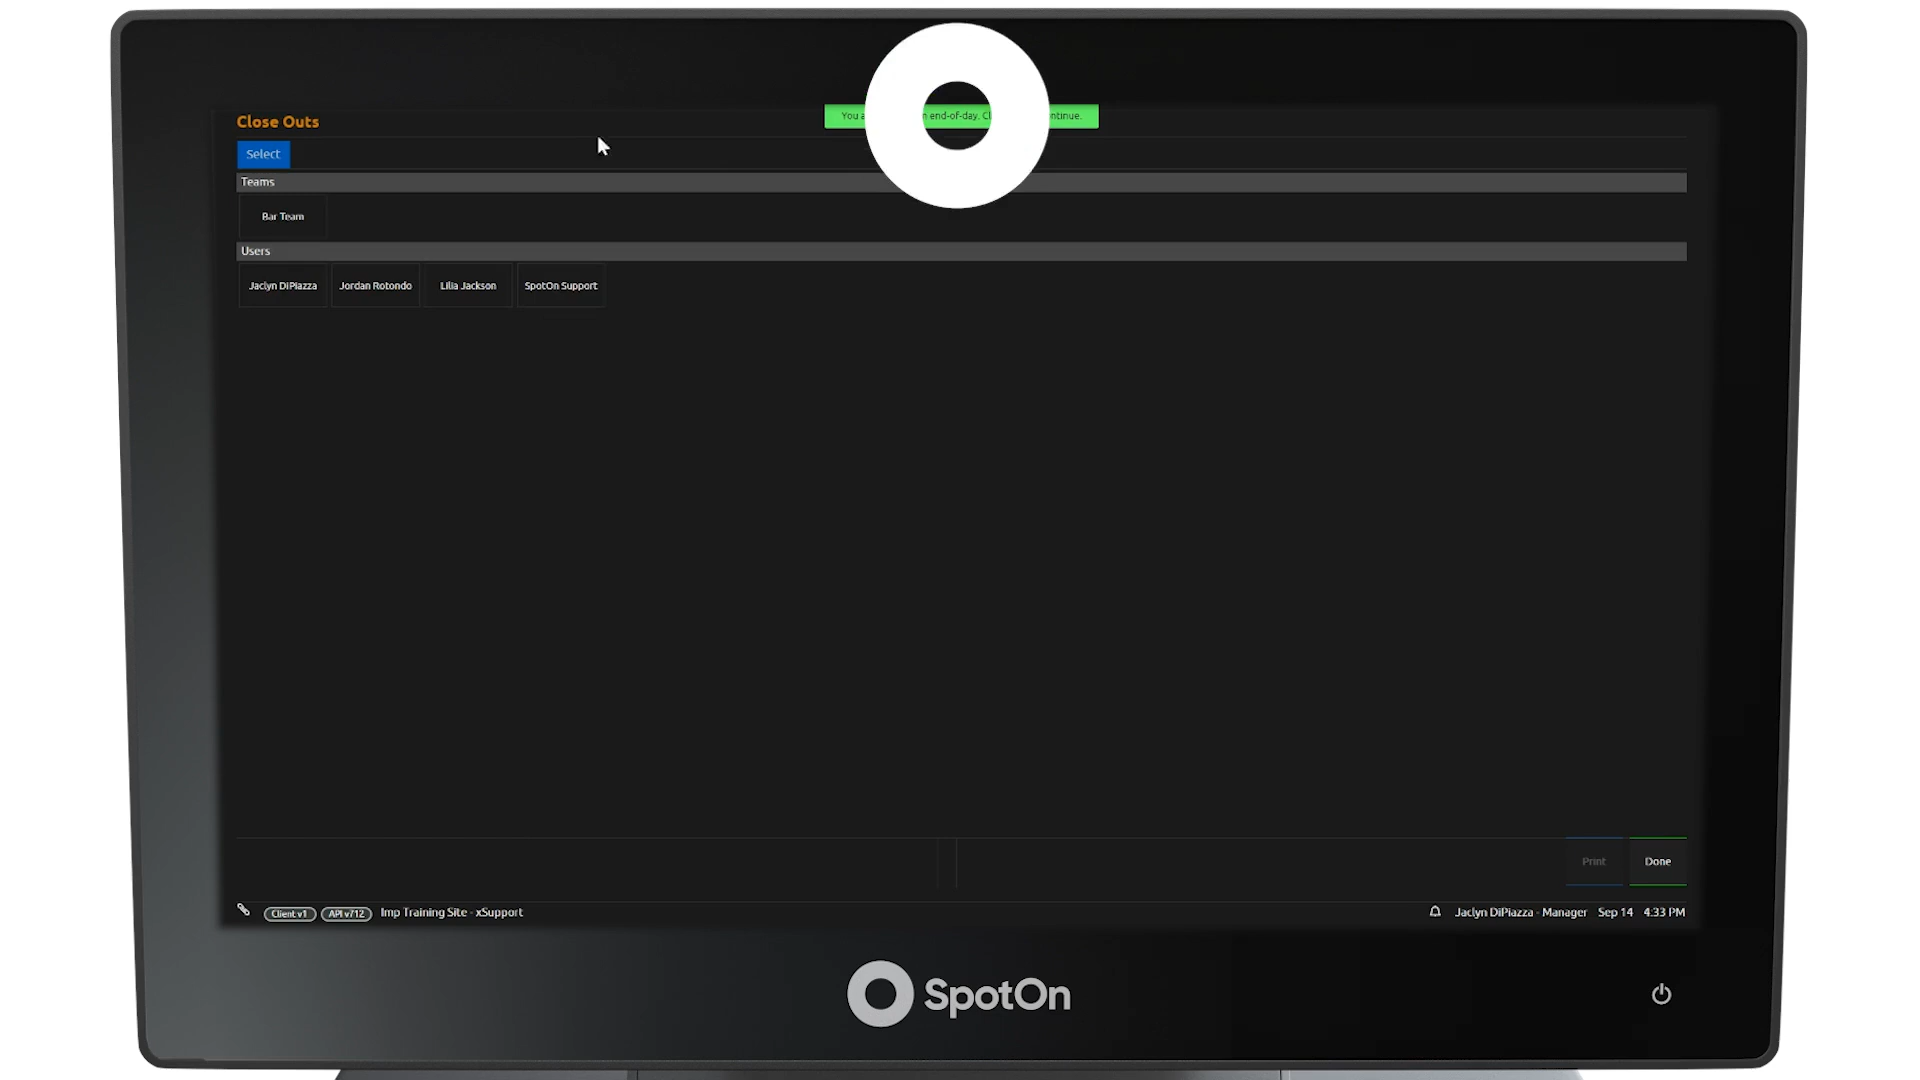 Close Outs
You a n end-of-day, Cl ntinue.
Select
Teams
Bar Team
Users
Jaclyn DiPiazza Jordan Rotondo Lilia Jackson SpotOn Support
Print Done
Client v1 API v712 Imp Training Site - xSupport Jaclyn DiPiazza - Manager Sep 14 4:33 PM
SpotOn